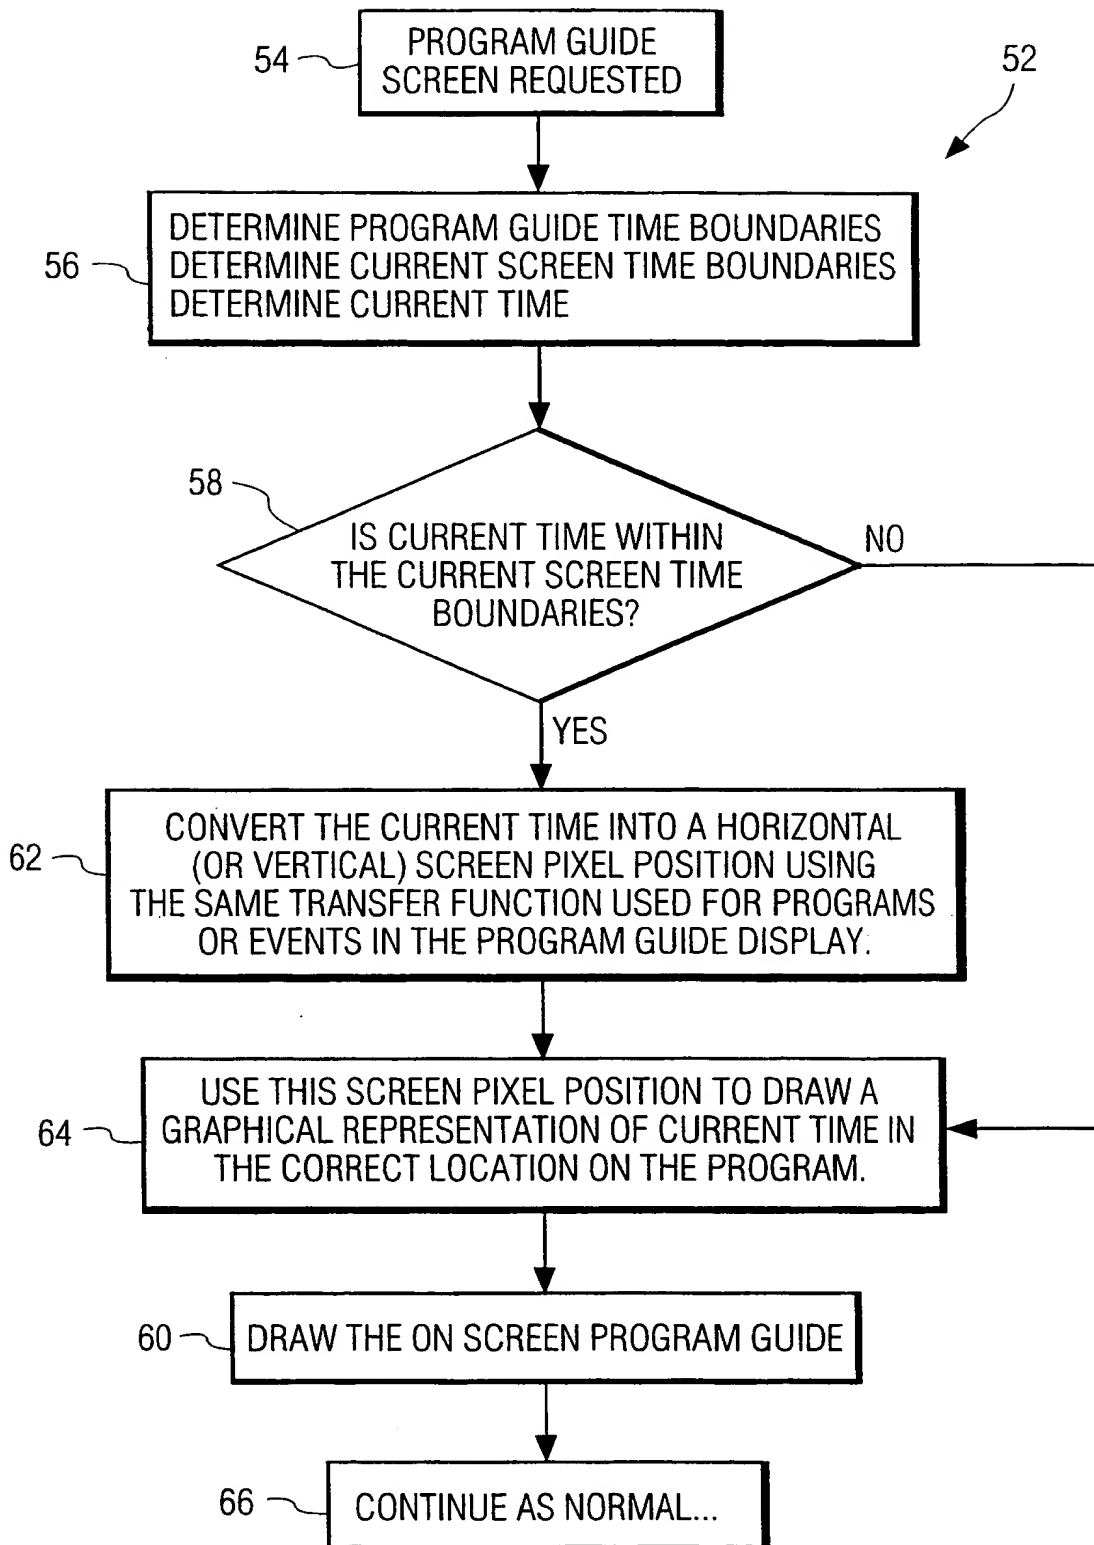 PROGRAM GUIDE
SCREEN REQUESTED
54
52
DETERMINE PROGRAM GUIDE TIME BOUNDARIES
DETERMINE CURRENT SCREEN TIME BOUNDARIES
DETERMINE CURRENT TIME
56
58
IS CURRENT TIME WITHIN
THE CURRENT SCREEN TIME
BOUNDARIES?
NO
YES
62
CONVERT THE CURRENT TIME INTO A HORIZONTAL
(OR VERTICAL) SCREEN PIXEL POSITION USING
THE SAME TRANSFER FUNCTION USED FOR PROGRAMS
OR EVENTS IN THE PROGRAM GUIDE DISPLAY.
64
USE THIS SCREEN PIXEL POSITION TO DRAW A
GRAPHICAL REPRESENTATION OF CURRENT TIME IN
THE CORRECT LOCATION ON THE PROGRAM.
60
DRAW THE ON SCREEN PROGRAM GUIDE
66
CONTINUE AS NORMAL...